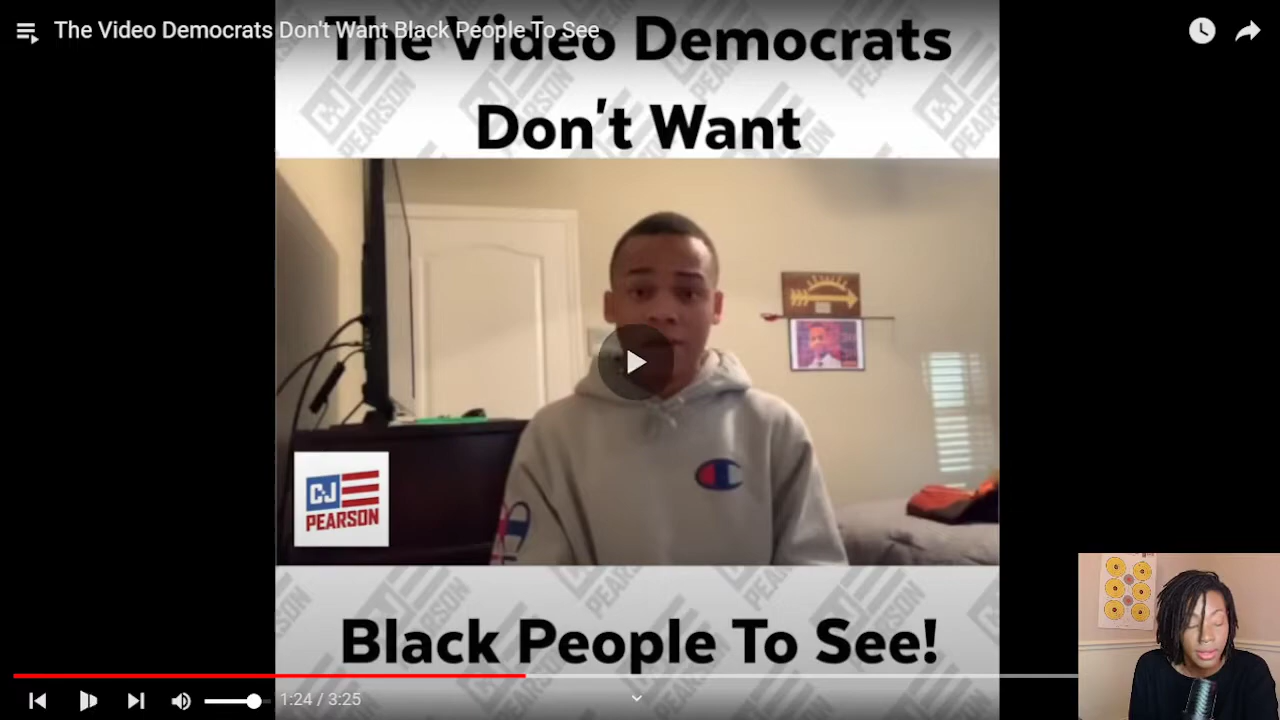 The Video Democrats Don't Want Black People To See
The Video Democrats
Don't Want
CJ
PEARSON
Black People To See!
1:24 / 3:25